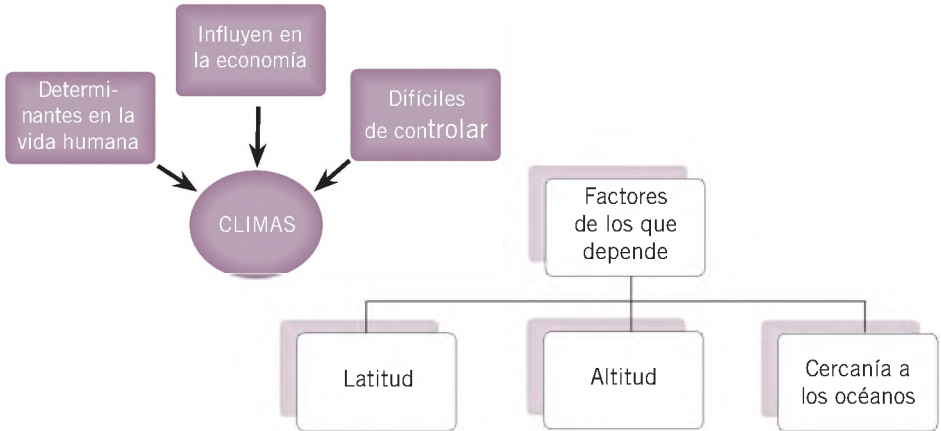 Influyen en
la economía
Determi-
nantes en la
vida humana
Difíciles
de controlar
CLIMAS
Factores
de los que
depende
Latitud
Altitud
Cercanía a
los océanos